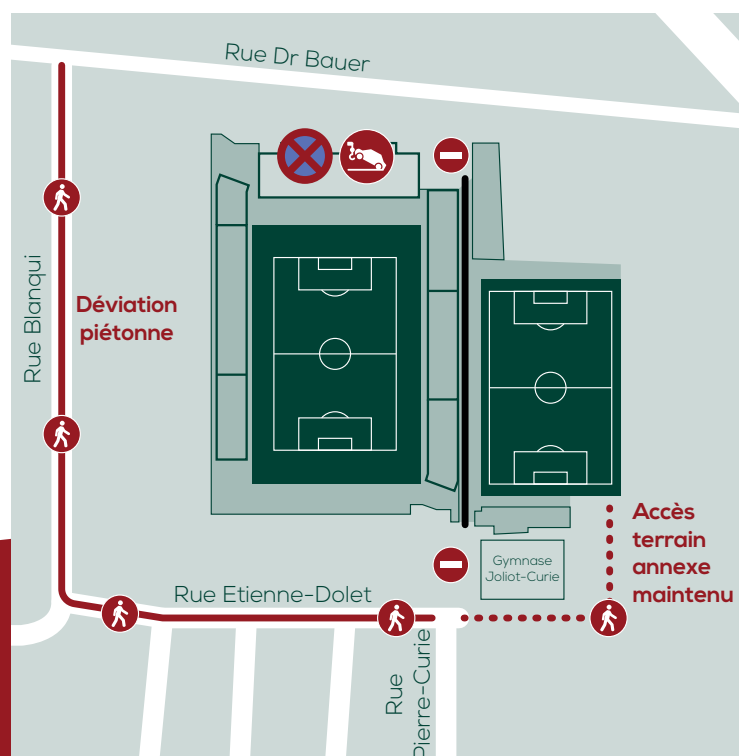 Rue Dr Bauer
Rue Blanqui
Déviation
piétonne
Accès
terrain
annexe
maintenu
Gymnase
Joliot-Curie
Rue Etienne-Dolet
Rue
Pierre-Curie